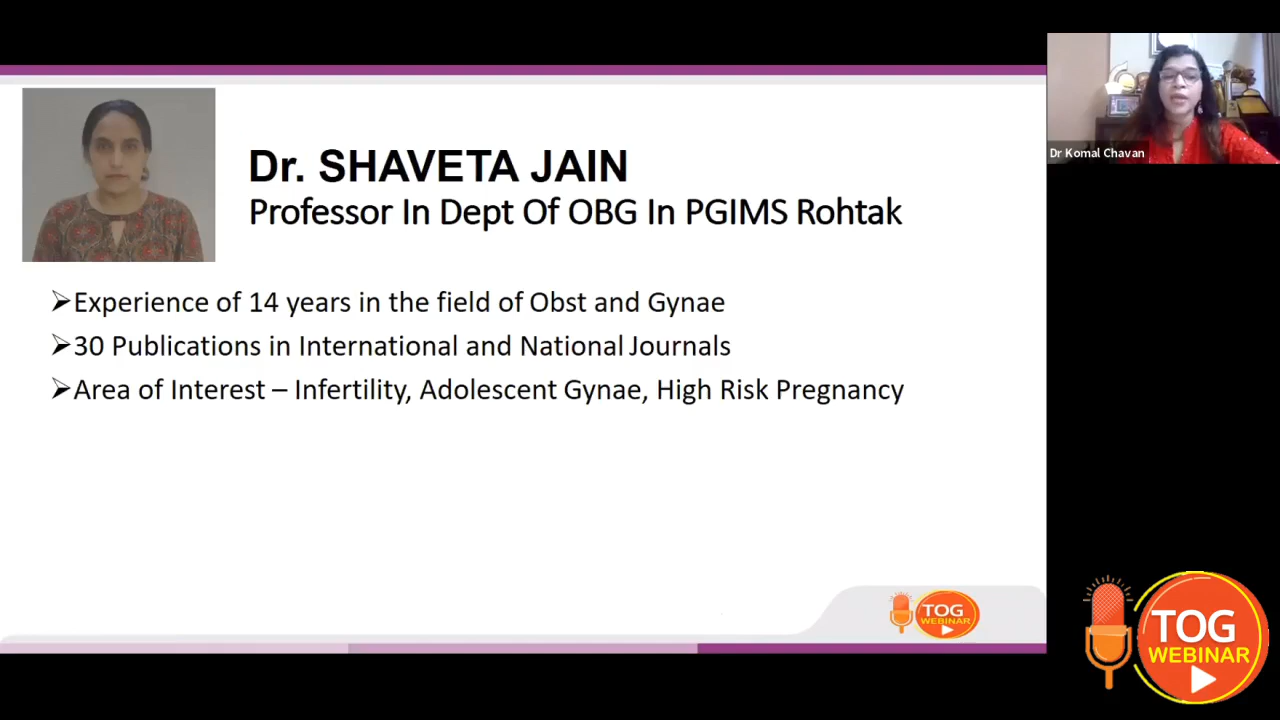 Dr. SHAVETA JAIN
Professor In Dept Of OBG In PGIMS Rohtak
➢Experience of 14 years in the field of Obst and Gynae
➢30 Publications in International and National Journals
➢Area of Interest – Infertility, Adolescent Gynae, High Risk Pregnancy
TOG
WEBINAR
Dr Komal Chavan
TOG
WEBINAR